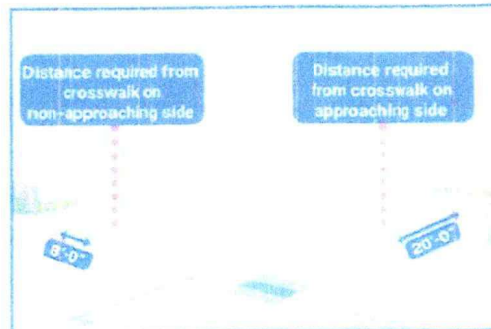 Distance required from
crosswalk on
non-approaching side
Distance required
from crosswalk on
approaching side
8'-0"
20'-0"